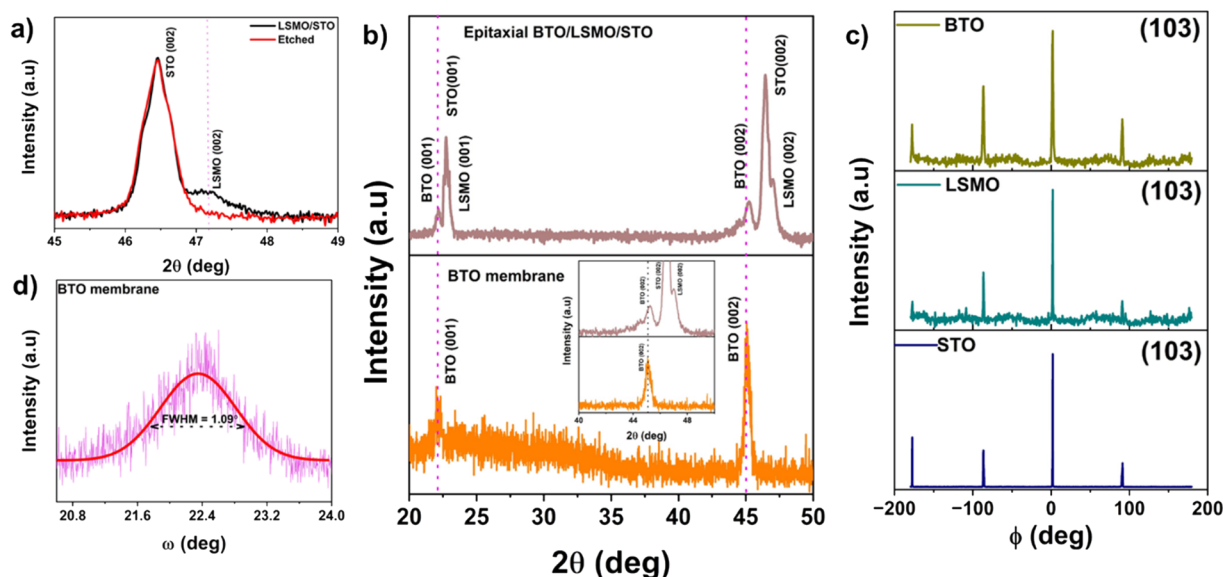 a)
LSMO/STO
Etched
STO (002)
LSMO (002)
Intensity (a.u)
45 46 47 48 49
2θ (deg)
d)
BTO membrane
FWHM = 1.09°
Intensity (a.u)
20.8 21.6 22.4 23.2 24.0
ω (deg)
b)
Epitaxial BTO/LSMO/STO
BTO (001)
STO(001)
LSMO (001)
BTO (002)
STO(002)
LSMO (002)
Intensity (a.u)
BTO membrane
BTO (001)
BTO (002)
Intensity (a.u)
BTO (002)
STO (002)
LSMO (002)
Intensity (a.u)
BTO (002)
40 44 48
2θ (deg)
20 25 30 35 40 45 50
2θ (deg)
c)
BTO (103)
LSMO (103)
STO (103)
Intensity (a.u)
−200 −100 0 100 200
ϕ (deg)